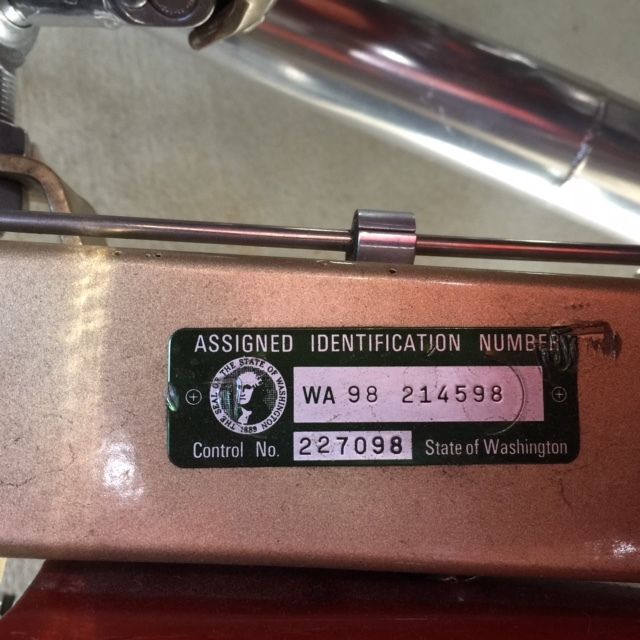 ASSIGNED IDENTIFICATION NUMBER
THE SEAL OF THE STATE OF WASHINGTON
1889
WA 98 214598
Control No. 227098 State of Washington